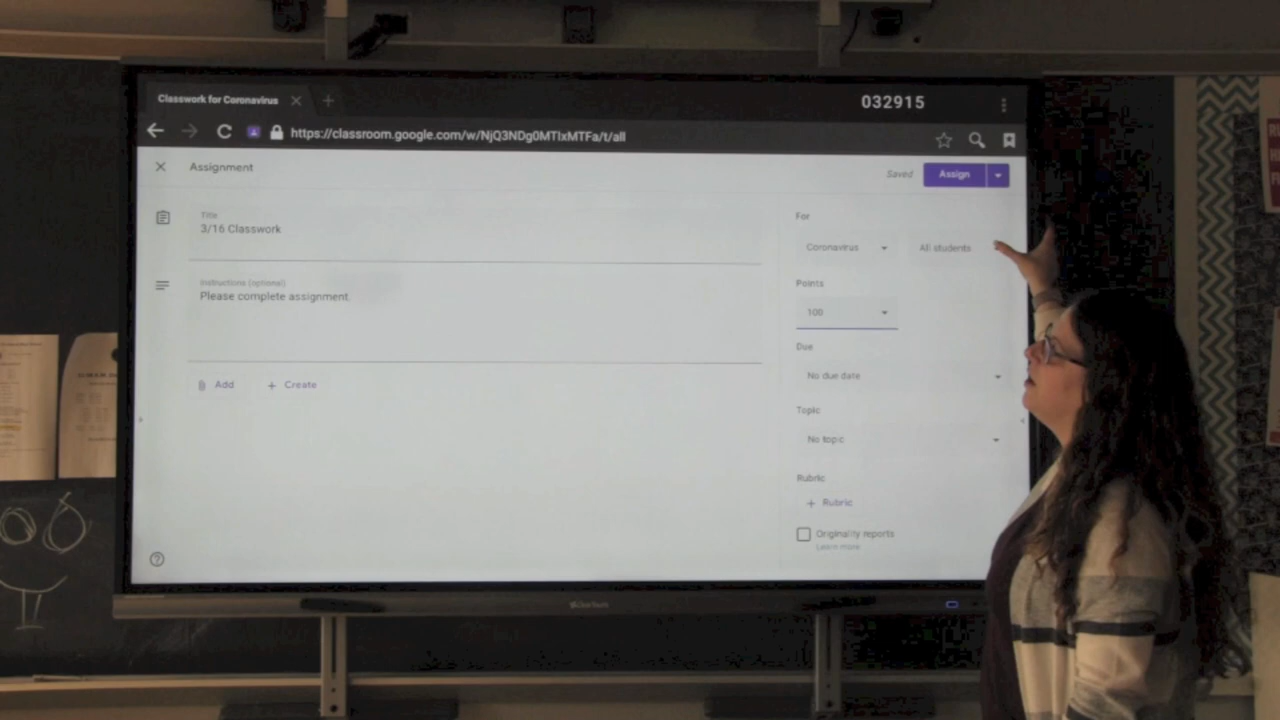 Classwork for Coronavirus
032915
https://classroom.google.com/w/NjQ3NDg0MTIxMTFa/t/all
Assignment
Saved
Assign
Title
3/16 Classwork
Instructions (optional)
Please complete assignment.
Add
Create
For
Coronavirus
All students
Points
100
Due
No due date
Topic
No topic
Rubric
+ Rubric
Originality reports
Learn more